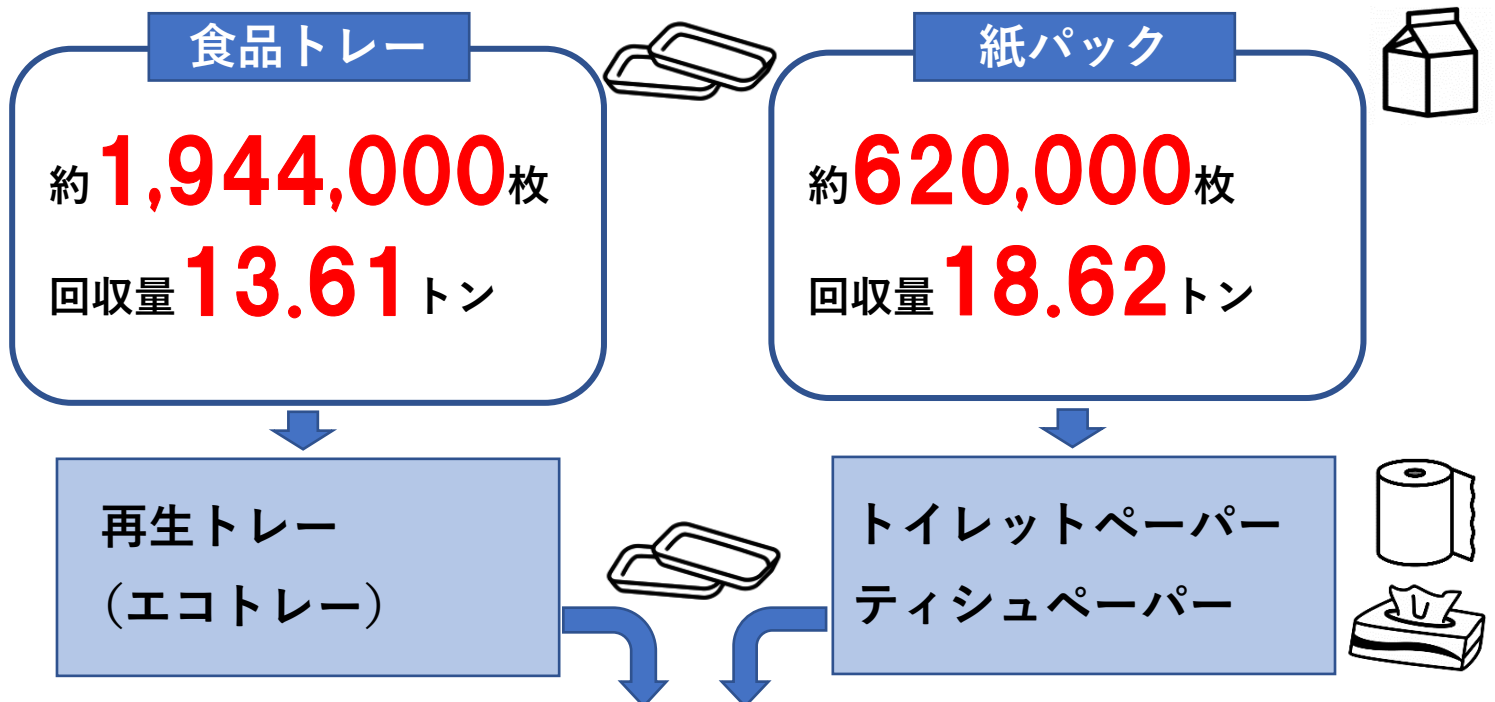 食品トレー
約1,944,000枚
回収量13.61トン
再生トレー
（エコトレー）
紙パック
約620,000枚
回収量18.62トン
トイレットペーパー
ティシュペーパー